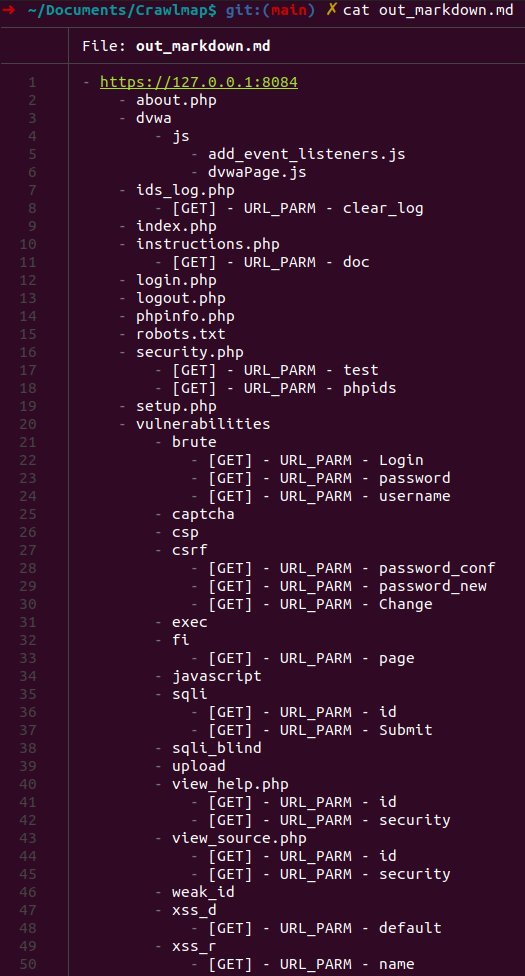 ➜ ~/Documents/Crawlmap$ git:(main) ✗ cat out_markdown.md
File: out_markdown.md
1 - https://127.0.0.1:8084
2     - about.php
3     - dvwa
4         - js
5             - add_event_listeners.js
6             - dvwaPage.js
7     - ids_log.php
8         - [GET] - URL_PARM - clear_log
9     - index.php
10     - instructions.php
11         - [GET] - URL_PARM - doc
12     - login.php
13     - logout.php
14     - phpinfo.php
15     - robots.txt
16     - security.php
17         - [GET] - URL_PARM - test
18         - [GET] - URL_PARM - phpids
19     - setup.php
20     - vulnerabilities
21         - brute
22             - [GET] - URL_PARM - Login
23             - [GET] - URL_PARM - password
24             - [GET] - URL_PARM - username
25         - captcha
26         - csp
27         - csrf
28             - [GET] - URL_PARM - password_conf
29             - [GET] - URL_PARM - password_new
30             - [GET] - URL_PARM - Change
31         - exec
32         - fi
33             - [GET] - URL_PARM - page
34         - javascript
35         - sqli
36             - [GET] - URL_PARM - id
37             - [GET] - URL_PARM - Submit
38         - sqli_blind
39         - upload
40         - view_help.php
41             - [GET] - URL_PARM - id
42             - [GET] - URL_PARM - security
43         - view_source.php
44             - [GET] - URL_PARM - id
45             - [GET] - URL_PARM - security
46         - weak_id
47         - xss_d
48             - [GET] - URL_PARM - default
49         - xss_r
50             - [GET] - URL_PARM - name